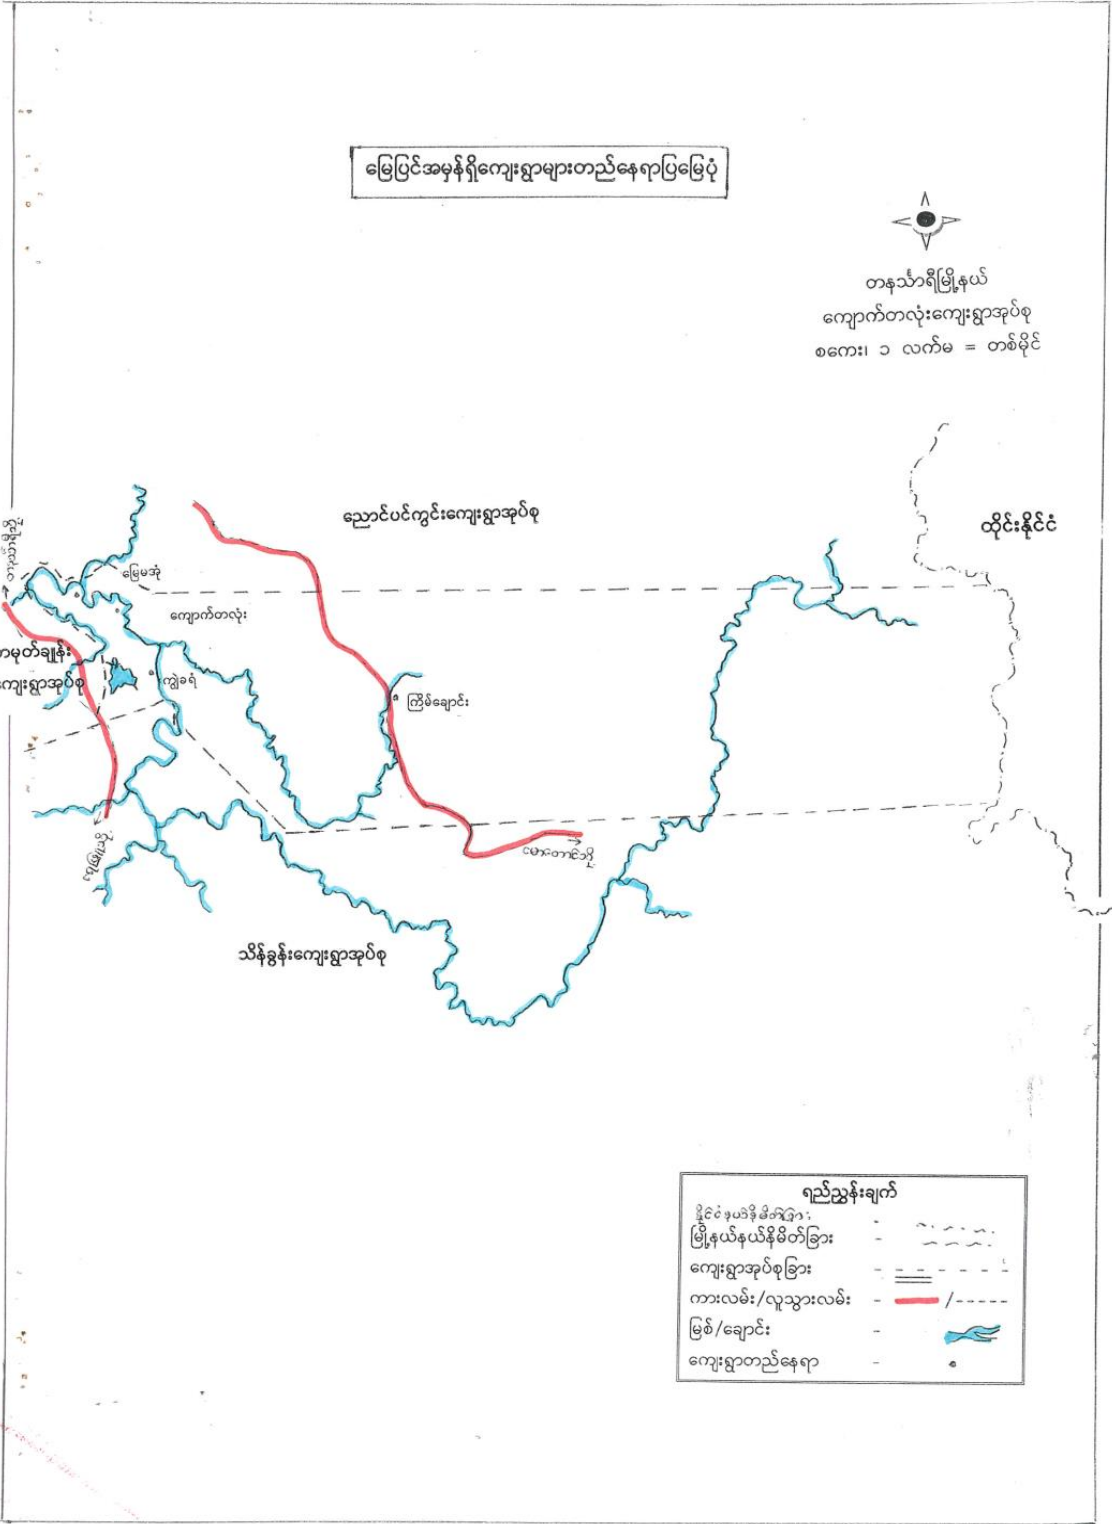 မြေပြင်အမှန်ရှိကျေးရွာများတည်နေရာပြမြေပုံ
တနင်္သာရီမြို့နယ်
ကျောက်တလုံးကျေးရွာအုပ်စု
စကေး၊ ၁ လက်မ = တစ်မိုင်
ညောင်ပင်ကွင်းကျေးရွာအုပ်စု
ထိုင်းနိုင်ငံ
မြေမအုံ
ကျောက်တလုံး
ာမုတ်ချုန်း
ကျေးရွာအုပ်စု
ကျွဲခရံ
ကြိမ်ချောင်း
သိန်ခွန်းကျေးရွာအုပ်စု
ရည်ညွှန်းချက်
မြို့နယ်နယ်နိမိတ်ခြား -
ကျေးရွာအုပ်စုခြား -
ကားလမ်း/လူသွားလမ်း - /
မြစ်/ချောင်း -
ကျေးရွာတည်နေရာ -